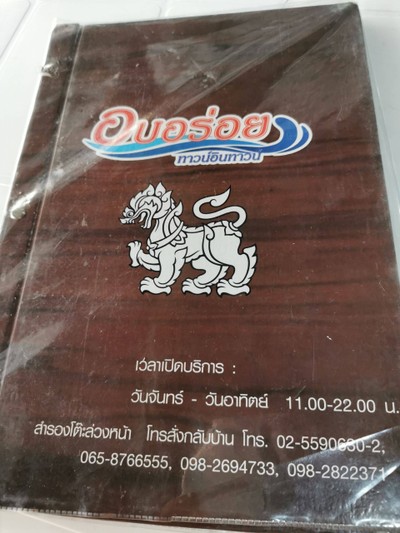 อบอร่อย
ทาวน์อินทาวน์
เวลาเปิดบริการ :
วันจันทร์ - วันอาทิตย์ 11.00-22.00 น.
สำรองโต๊ะล่วงหน้า โทรสั่งกลับบ้าน โทร. 02-5590630-2,
065-8766555, 098-2694733, 098-2822371